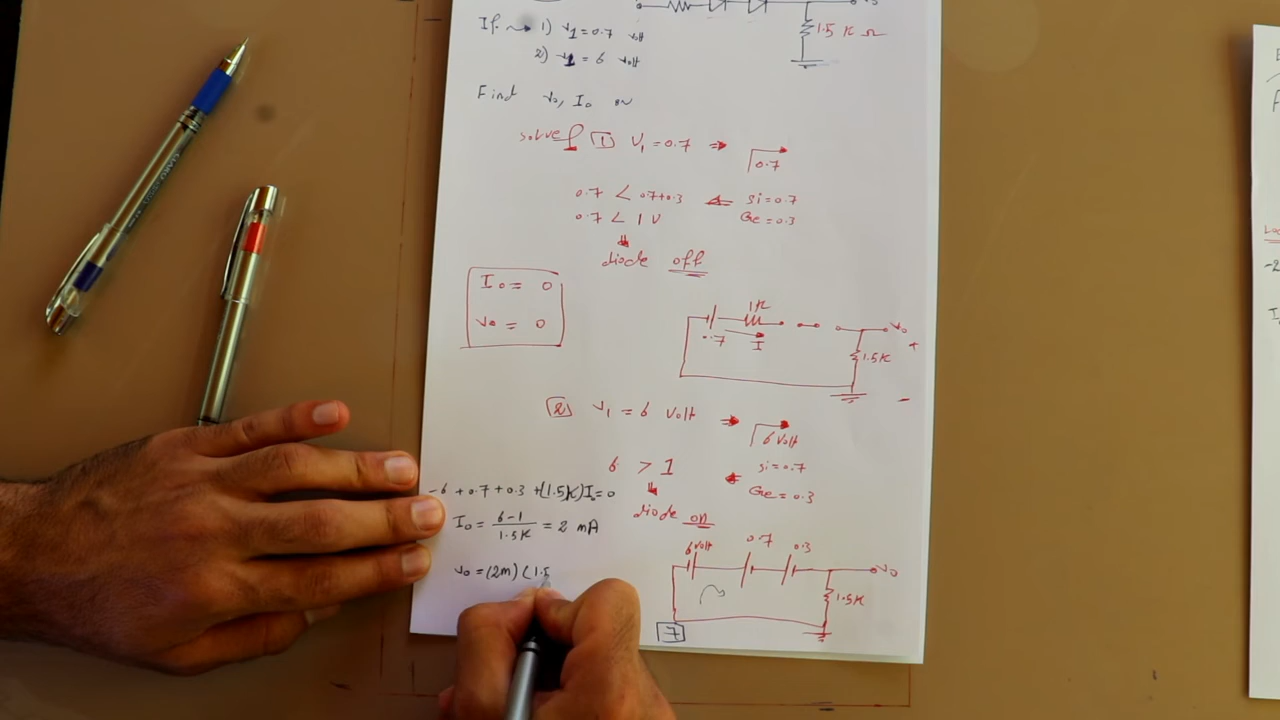 1.5 K Ω
If 1) V1 = 0.7 volt
2) V1 = 6 volt
Find Vo, Io
solve 1 V1 = 0.7 ⇒
0.7
0.7 < 0.7+0.3 ⇐ Si = 0.7
0.7 < 1 V Ge = 0.3
diode off
Io = 0
Vo = 0
1K
0.7 I Vo +
1.5K
-
2 V1 = 6 volt ⇒
6 volt
6 > 1 Si = 0.7
Ge = 0.3
diode on
-6 + 0.7 + 0.3 + (1.5K) Io = 0
Io = 6-1 / 1.5K = 2 mA
Vo = (2m) (1.5
6 volt 0.7 0.3
Vo
1.5K
7